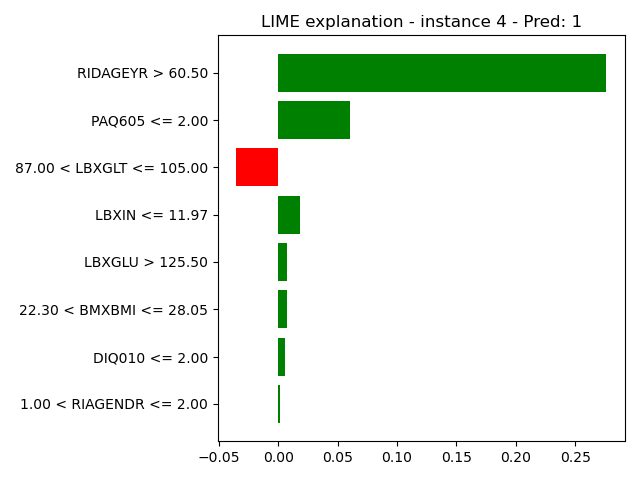 LIME explanation - instance 4 - Pred: 1
RIDAGEYR > 60.50
PAQ605 <= 2.00
87.00 < LBXGLT <= 105.00
LBXIN <= 11.97
LBXGLU > 125.50
22.30 < BMXBMI <= 28.05
DIQ010 <= 2.00
1.00 < RIAGENDR <= 2.00
−0.05 0.00 0.05 0.10 0.15 0.20 0.25